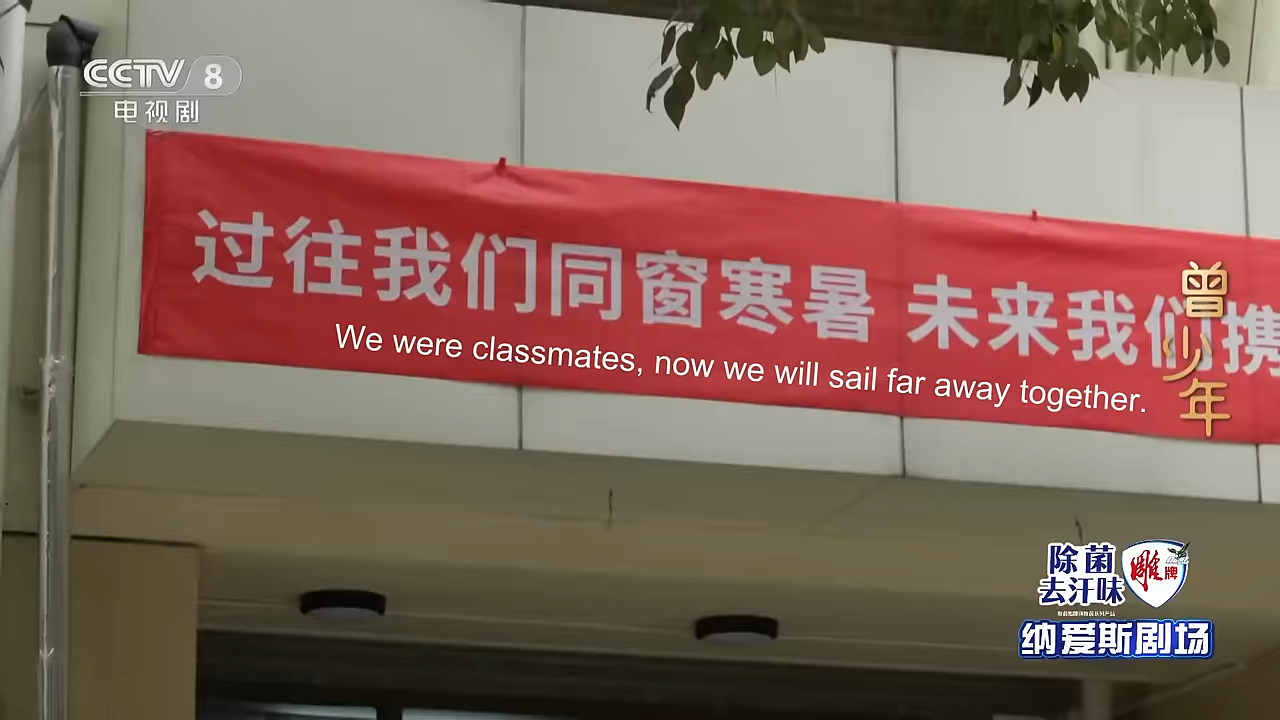 CCTV 8
电视剧
过往我们同窗寒暑 未来我们携
We were classmates, now we will sail far away together.
曾少年
除菌
去汗味
雕牌
纳爱斯剧场